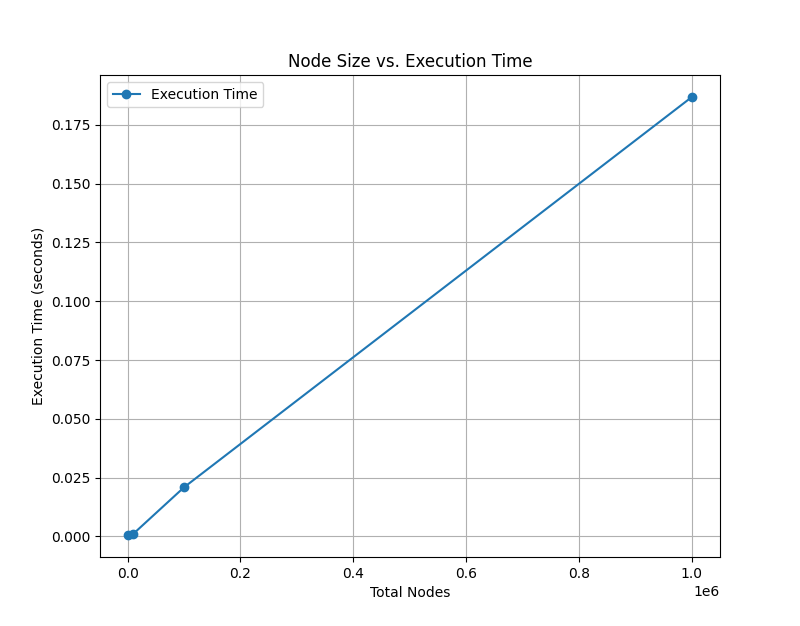 Node Size vs. Execution Time
Execution Time
0.175
0.150
0.125
0.100
0.075
0.050
0.025
0.000
Execution Time (seconds)
0.0 0.2 0.4 0.6 0.8 1.0
1e6
Total Nodes